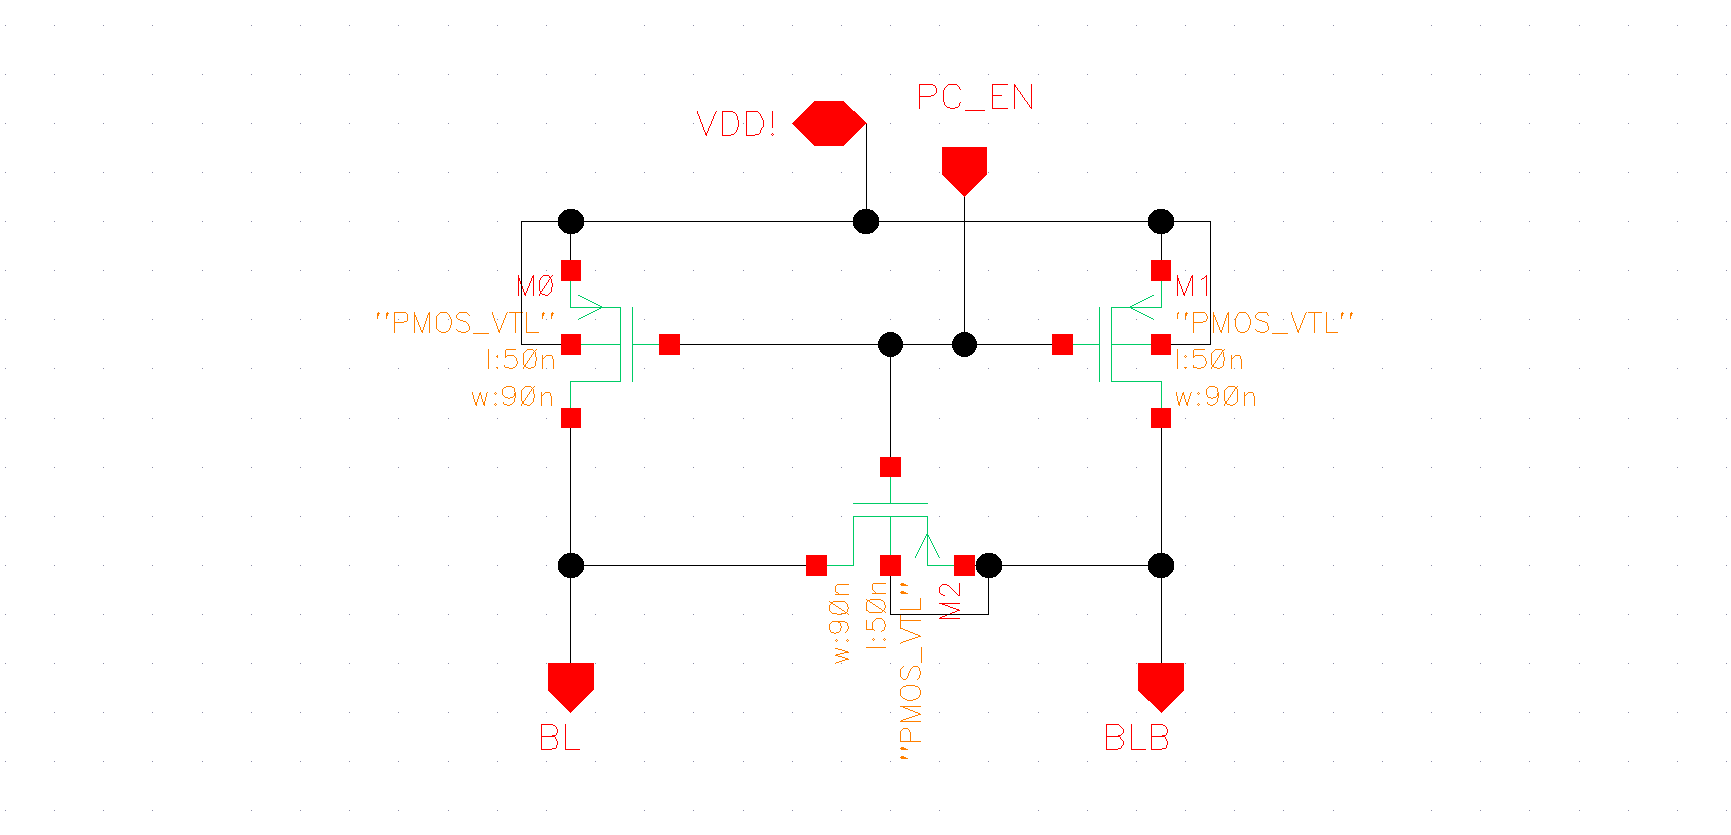 PC_EN
VDD!
M0
"PMOS_VTL"
l:50n
w:90n
M1
"PMOS_VTL"
l:50n
w:90n
w:90n
l:50n
"PMOS_VTL"
M2
BL
BLB